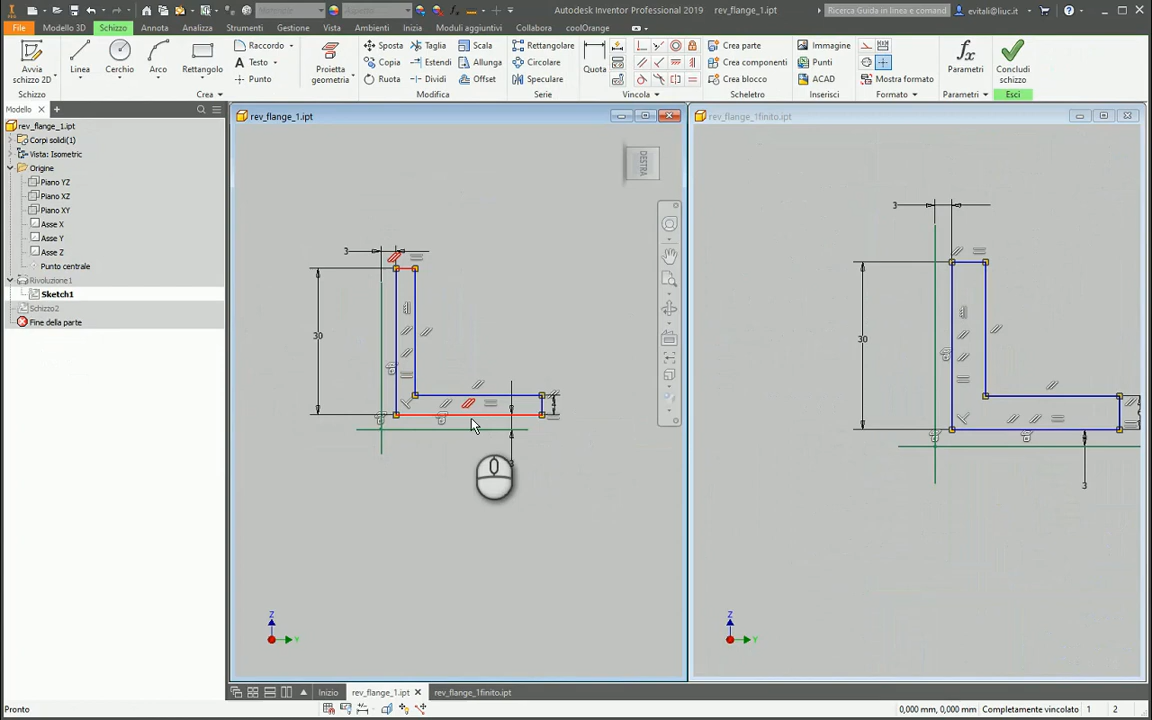 Autodesk Inventor Professional 2019 rev_flange_1.ipt
Ricerca Guida in linea e comandi
evitali@liuc.it
File Modello 3D Schizzo Annota Analizza Strumenti Gestione Vista Ambienti Inizia Moduli aggiuntivi Collabora coolOrange
Avvia schizzo 2D
Linea
Cerchio
Arco
Rettangolo
Raccordo
Testo
Punto
Proietta geometria
Sposta
Copia
Ruota
Taglia
Estendi
Dividi
Scala
Allunga
Offset
Rettangolare
Circolare
Speculare
Quota
Crea parte
Crea componenti
Crea blocco
Immagine
Punti
ACAD
Mostra formato
Parametri
Concludi schizzo
Schizzo
Crea
Modifica
Serie
Vincola
Scheletro
Inserisci
Formato
Parametri
Esci
Modello
rev_flange_1.ipt
Corpi solidi(1)
Vista: Isometric
Origine
Piano YZ
Piano XZ
Piano XY
Asse X
Asse Y
Asse Z
Punto centrale
Rivoluzione1
Sketch1
Schizzo2
Fine della parte
rev_flange_1.ipt
DESTRA
3
30
Z
Y
rev_flange_1finito.ipt
3
30
3
Z
Y
Inizio
rev_flange_1.ipt
rev_flange_1finito.ipt
Pronto
0,000 mm, 0,000 mm
Completamente vincolato
1
2